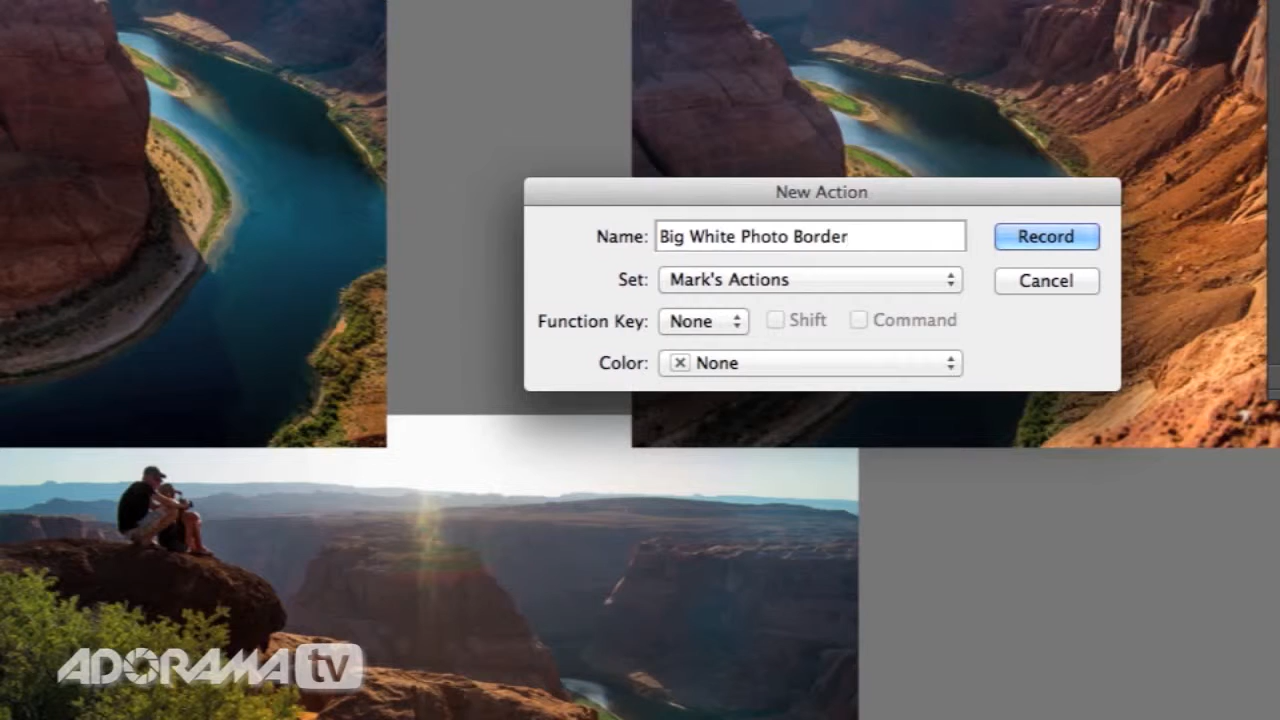 New Action
Name: Big White Photo Border Record
Set: Mark's Actions Cancel
Function Key: None Shift Command
Color: None
ADORAMA tv